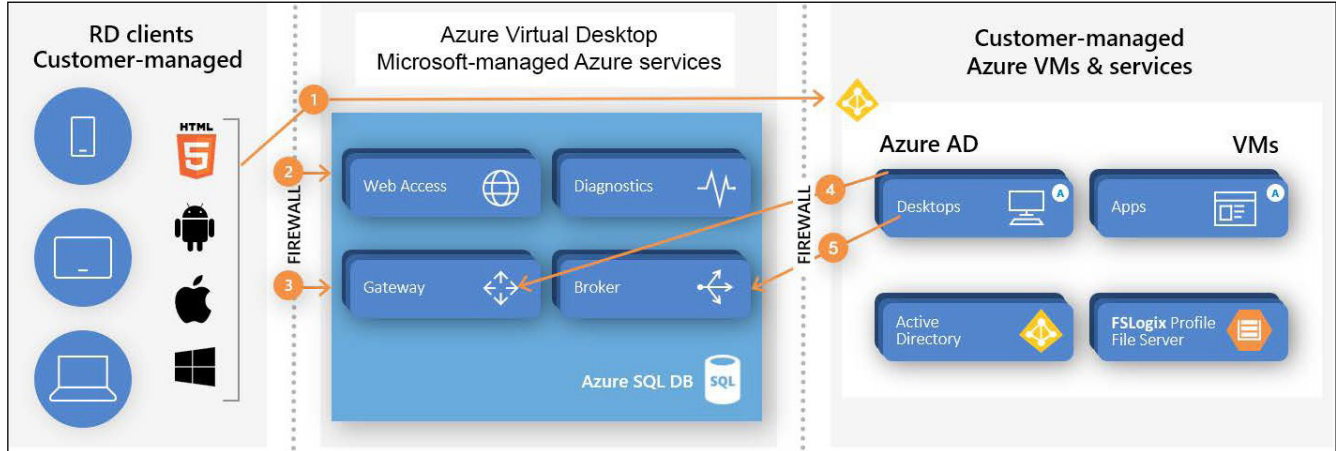 RD clients
Customer-managed
HTML
5
FIREWALL
Azure Virtual Desktop
Microsoft-managed Azure services
1
2
3
Web Access
Diagnostics
Gateway
Broker
Azure SQL DB
SQL
4
5
FIREWALL
Customer-managed
Azure VMs & services
Azure AD
VMs
Desktops
A
Apps
A
Active
Directory
FSLogix Profile
File Server